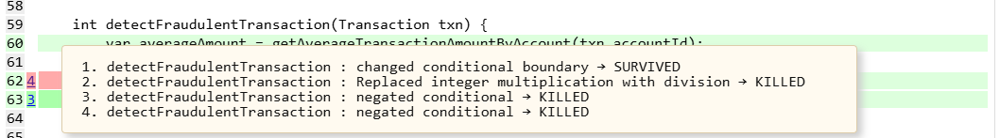 58
59 int detectFraudulentTransaction(Transaction txn) {
60 var averageAmount = getAverageTransactionAmountByAccount(txn.accountId);
61
1. detectFraudulentTransaction : changed conditional boundary → SURVIVED
62 4 2. detectFraudulentTransaction : Replaced integer multiplication with division → KILLED
63 3 3. detectFraudulentTransaction : negated conditional → KILLED
64 4. detectFraudulentTransaction : negated conditional → KILLED
65